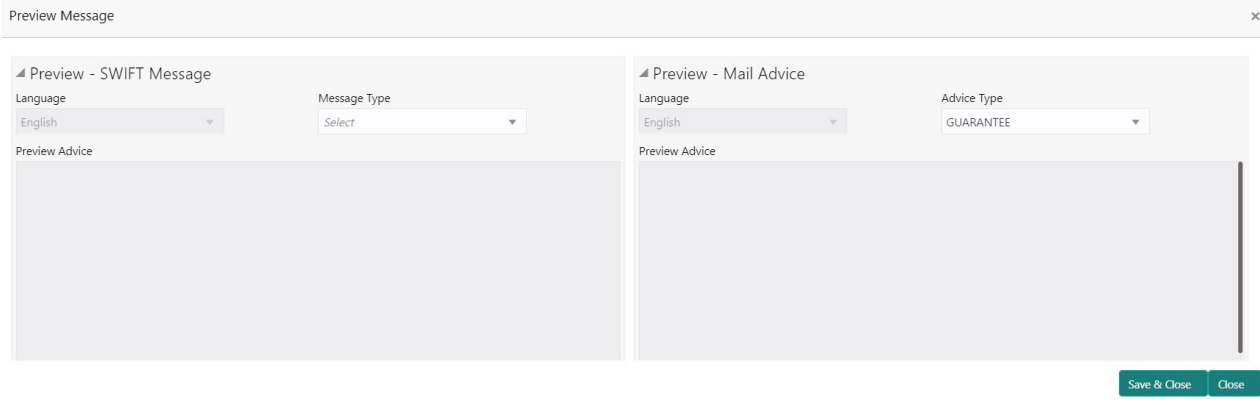 Preview Message
Preview - SWIFT Message
Language
Message Type
English
Select
Preview Advice
Preview - Mail Advice
Language
Advice Type
English
GUARANTEE
Preview Advice
Save & Close
Close